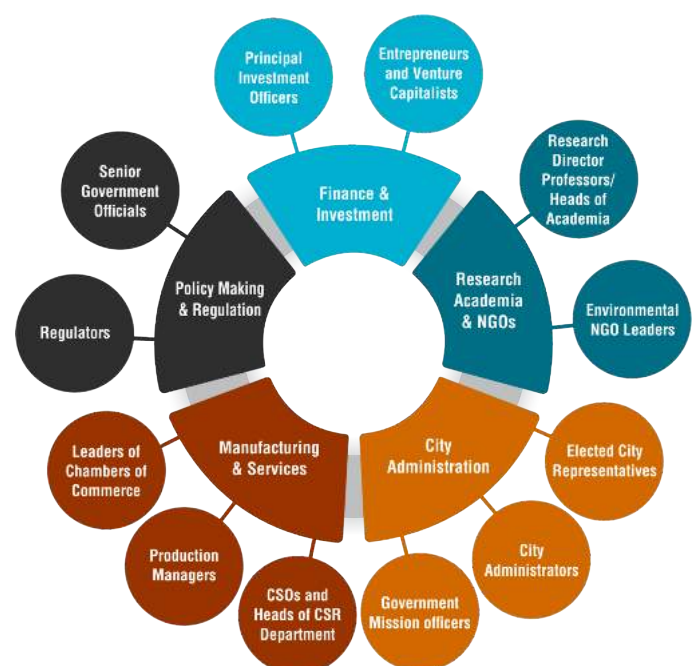 Principal
Investment
Officers
Entrepreneurs
and Venture
Capitalists
Finance &
Investment
Research
Director
Professors/
Heads of
Academia
Research
Academia
& NGOs
Environmental
NGO Leaders
Elected City
Representatives
City
Administration
City
Administrators
Government
Mission officers
CSOs and
Heads of CSR
Department
Manufacturing
& Services
Production
Managers
Leaders of
Chambers of
Commerce
Regulators
Policy Making
& Regulation
Senior
Government
Officials